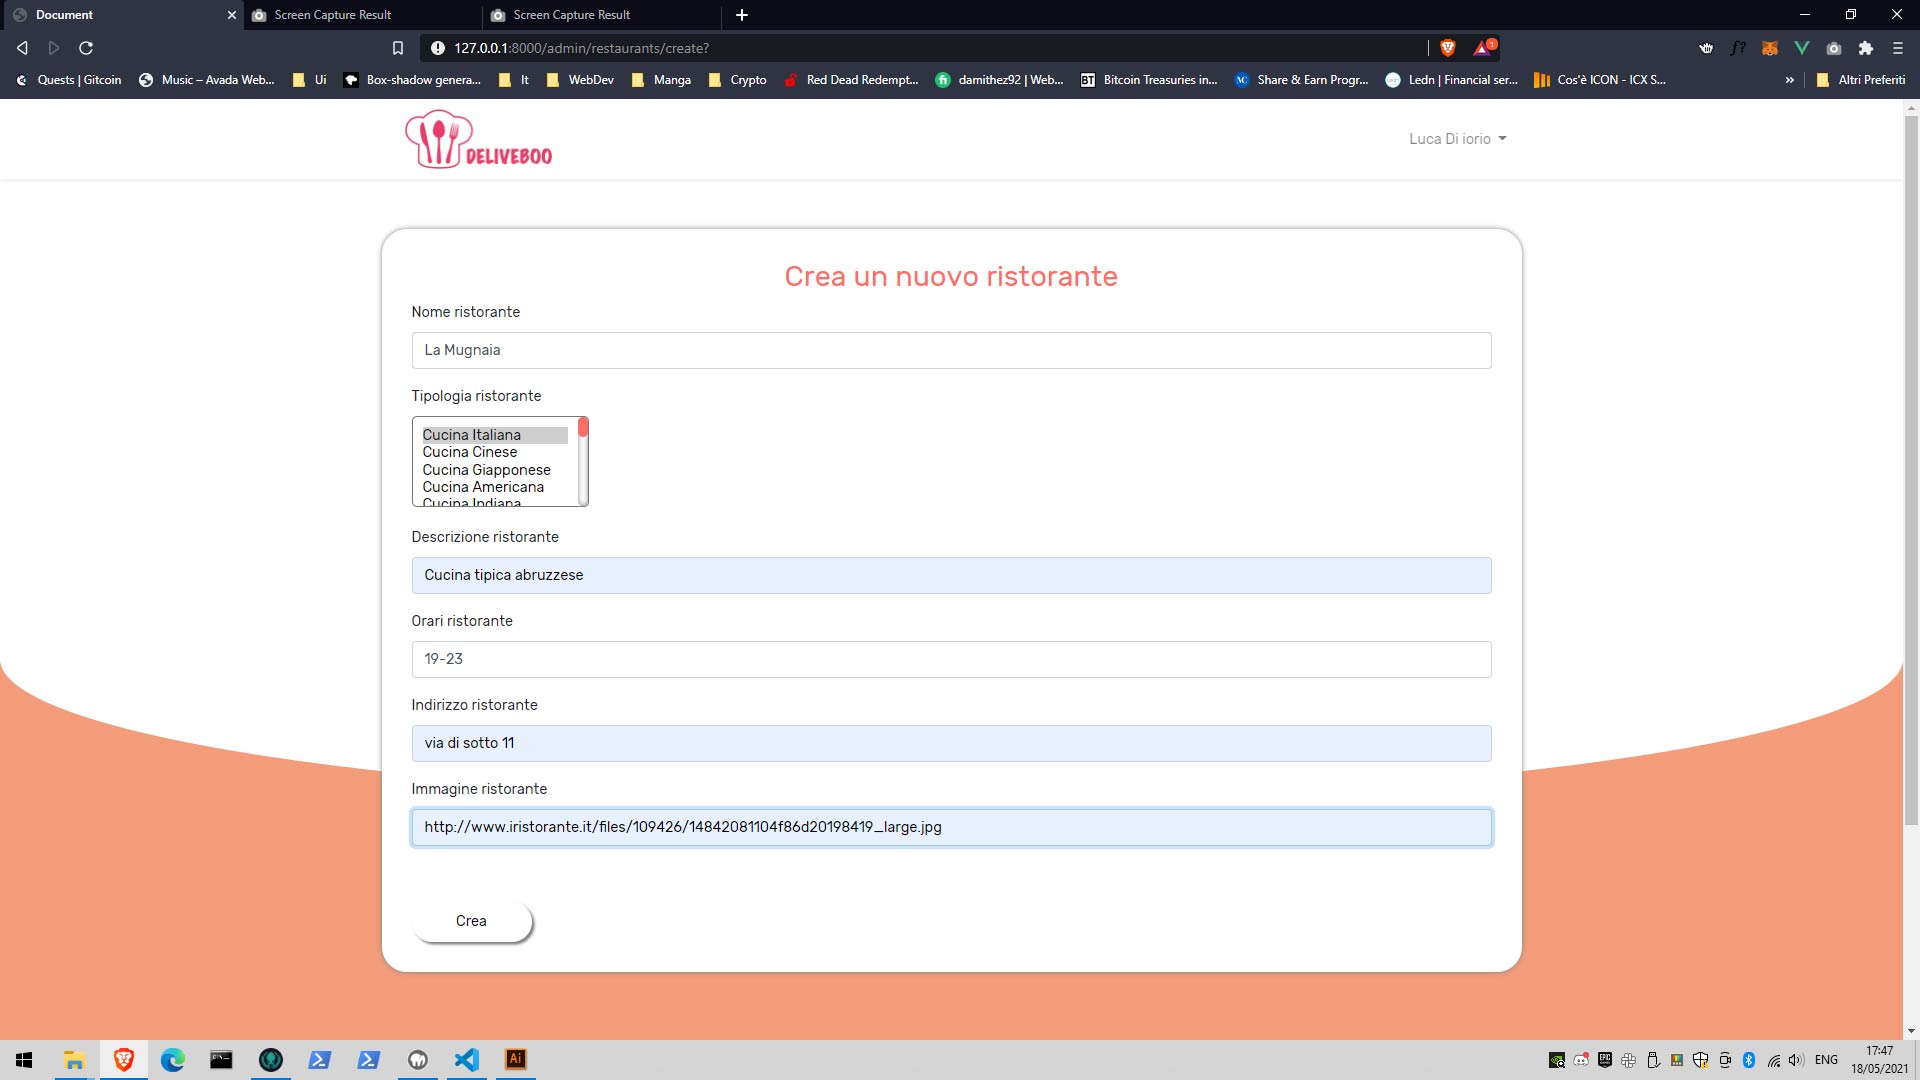 Document
Screen Capture Result
Screen Capture Result
127.0.0.1:8000/admin/restaurants/create?
f?
1
Quests | Gitcoin
Music – Avada Web...
Ui
Box-shadow genera...
It
WebDev
Manga
Crypto
Red Dead Redempt...
damithez92 | Web...
BT
Bitcoin Treasuries in...
MC
Share & Earn Progr...
Ledn | Financial ser...
Cos'è ICON - ICX S...
»
Altri Preferiti
DELIVEBOO
Luca Di iorio
Crea un nuovo ristorante
Nome ristorante
La Mugnaia
Tipologia ristorante
Cucina Italiana
Cucina Cinese
Cucina Giapponese
Cucina Americana
Cucina Indiana
Descrizione ristorante
Cucina tipica abruzzese
Orari ristorante
19-23
Indirizzo ristorante
via di sotto 11
Immagine ristorante
http://www.iristorante.it/files/109426/14842081104f86d20198419_large.jpg
Crea
Ai
ENG
17:47
18/05/2021